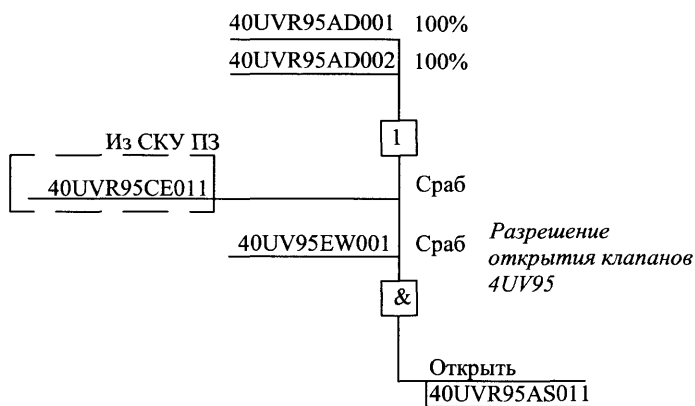 40UVR95AD001 100%
40UVR95AD002 100%
1
Из СКУ ПЗ
40UVR95CE011 Сраб
40UV95EW001 Сраб
Разрешение
открытия клапанов
4UV95
&
Открыть
40UVR95AS011